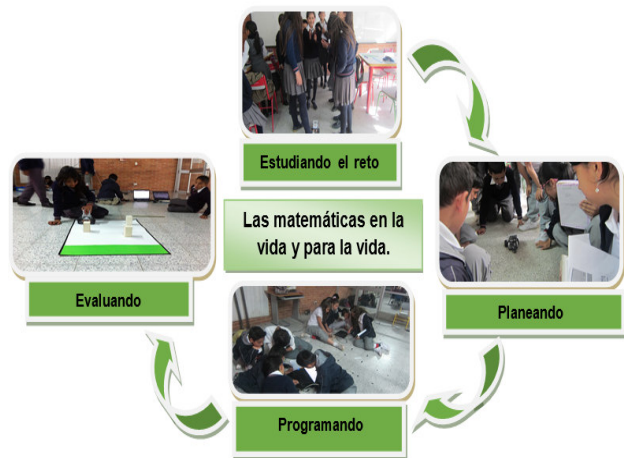 Estudiando el reto
Las matemáticas en la
vida y para la vida.
Evaluando
Planeando
Programando